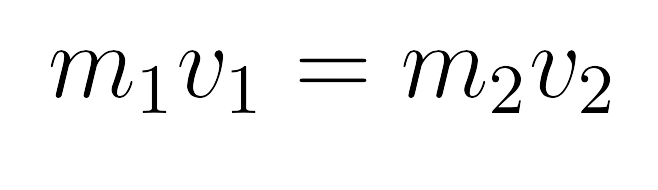 m₁v₁ = m₂v₂